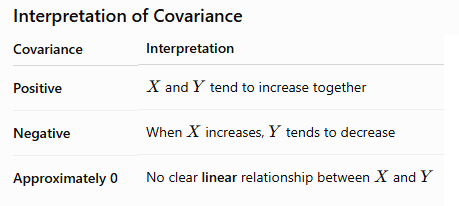 Interpretation of Covariance
Covariance Interpretation
Positive X and Y tend to increase together
Negative When X increases, Y tends to decrease
Approximately 0 No clear linear relationship between X and Y